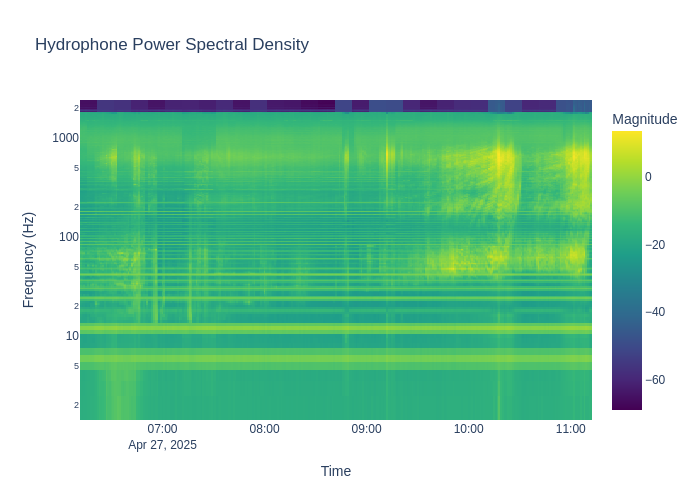 Hydrophone Power Spectral Density
Magnitude
0
−20
−40
−60
Frequency (Hz)
2
1000
5
2
100
5
2
10
5
2
07:00 08:00 09:00 10:00 11:00
Apr 27, 2025
Time